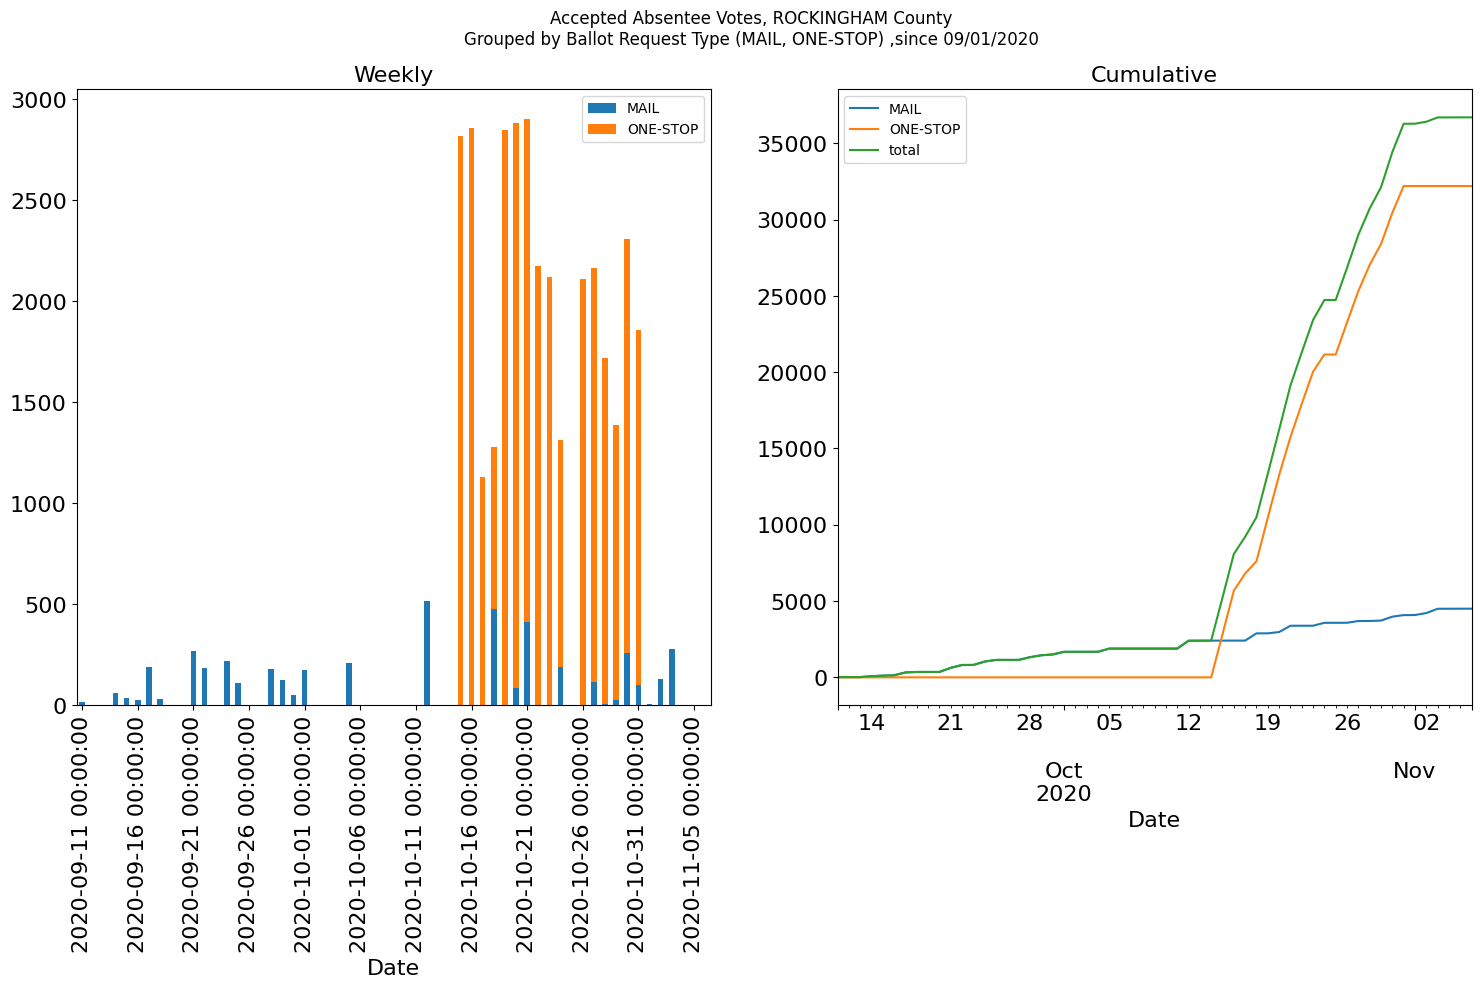 Accepted Absentee Votes, ROCKINGHAM County
Grouped by Ballot Request Type (MAIL, ONE-STOP) ,since 09/01/2020
Weekly
MAIL
ONE-STOP
3000
2500
2000
1500
1000
500
0
2020-09-11 00:00:00
2020-09-16 00:00:00
2020-09-21 00:00:00
2020-09-26 00:00:00
2020-10-01 00:00:00
2020-10-06 00:00:00
2020-10-11 00:00:00
2020-10-16 00:00:00
2020-10-21 00:00:00
2020-10-26 00:00:00
2020-10-31 00:00:00
2020-11-05 00:00:00
Date
Cumulative
MAIL
ONE-STOP
total
35000
30000
25000
20000
15000
10000
5000
0
14 21 28 05 12 19 26 02
Oct Nov
2020
Date